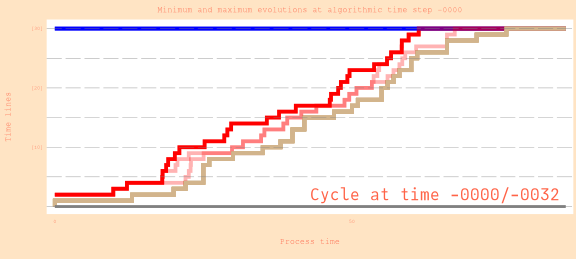 Minimum and maximum evolutions at algorithmic time step -0000
Time lines
Cycle at time -0000/-0032
Process time